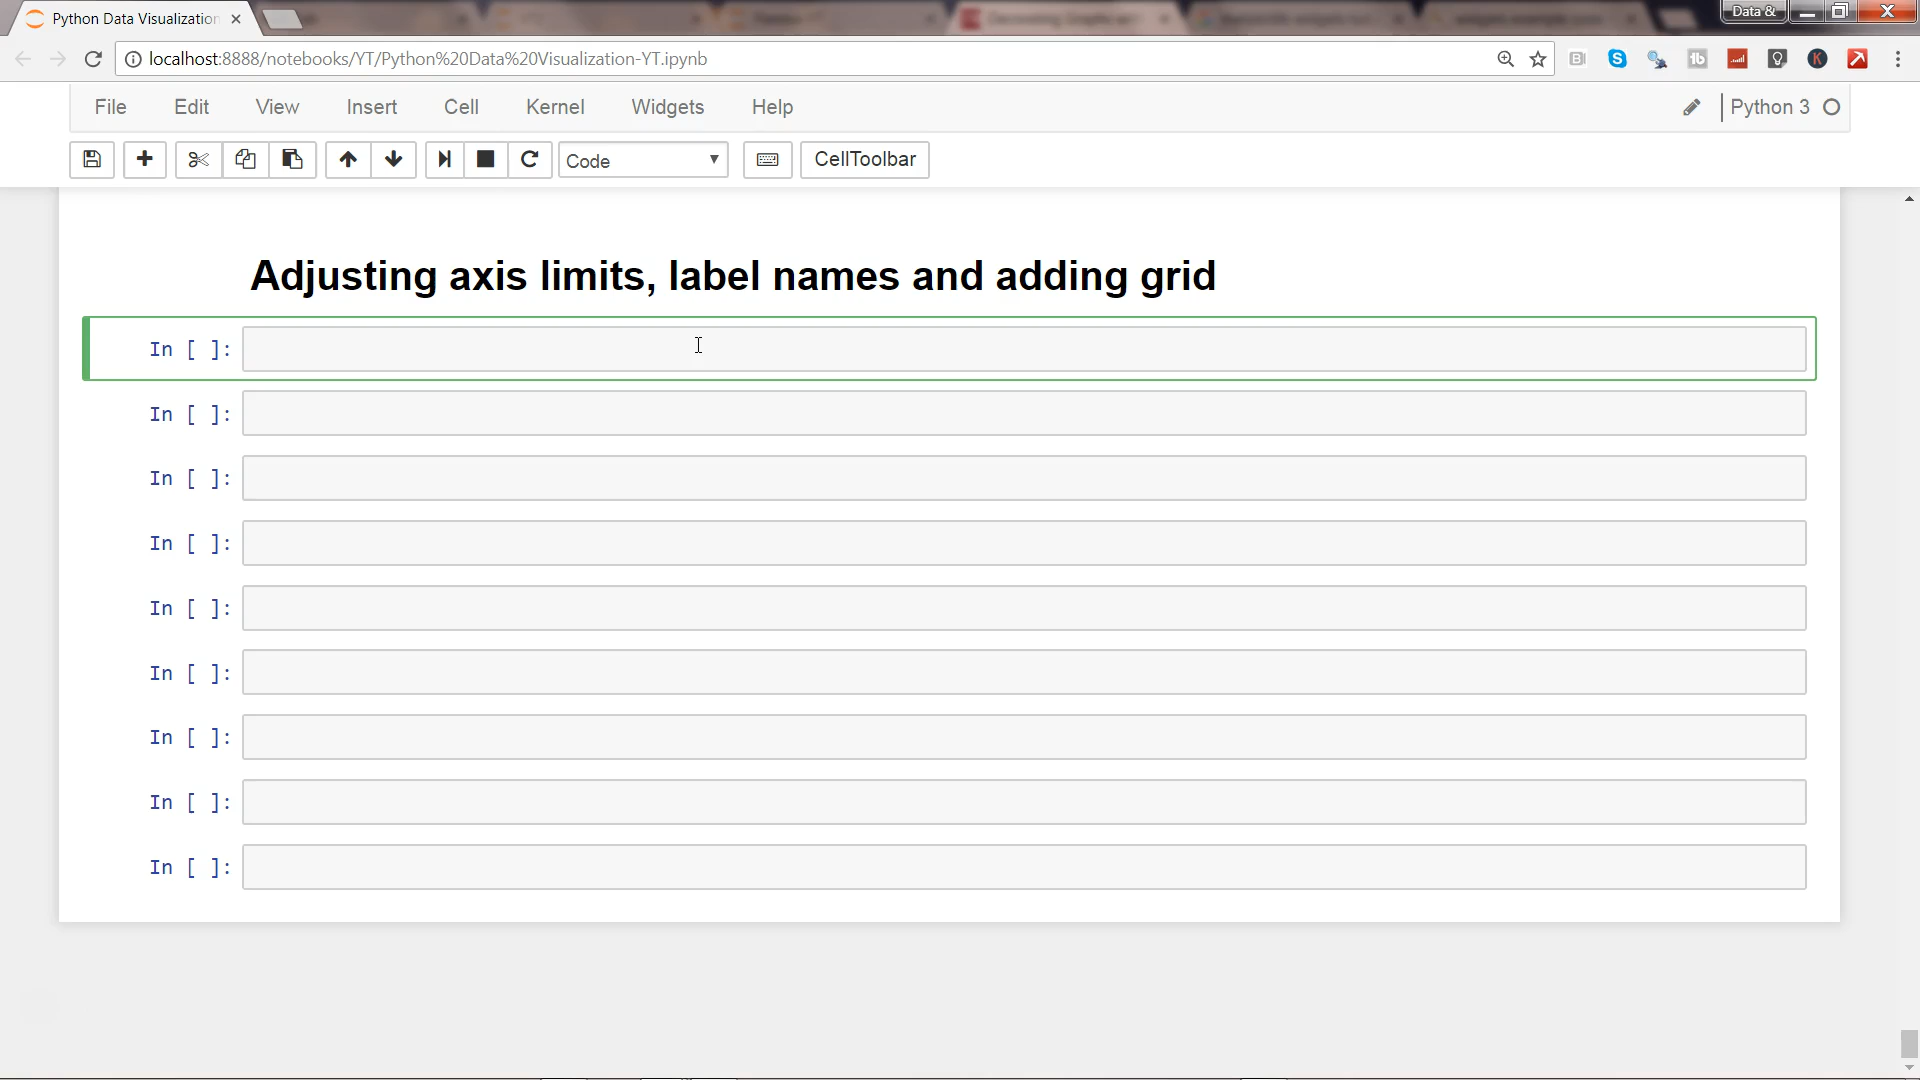 Python Data Visualization
Data &
localhost:8888/notebooks/YT/Python%20Data%20Visualization-YT.ipynb
File Edit View Insert Cell Kernel Widgets Help Python 3
Code CellToolbar
Adjusting axis limits, label names and adding grid
In [ ]:
In [ ]:
In [ ]:
In [ ]:
In [ ]:
In [ ]:
In [ ]:
In [ ]:
In [ ]: